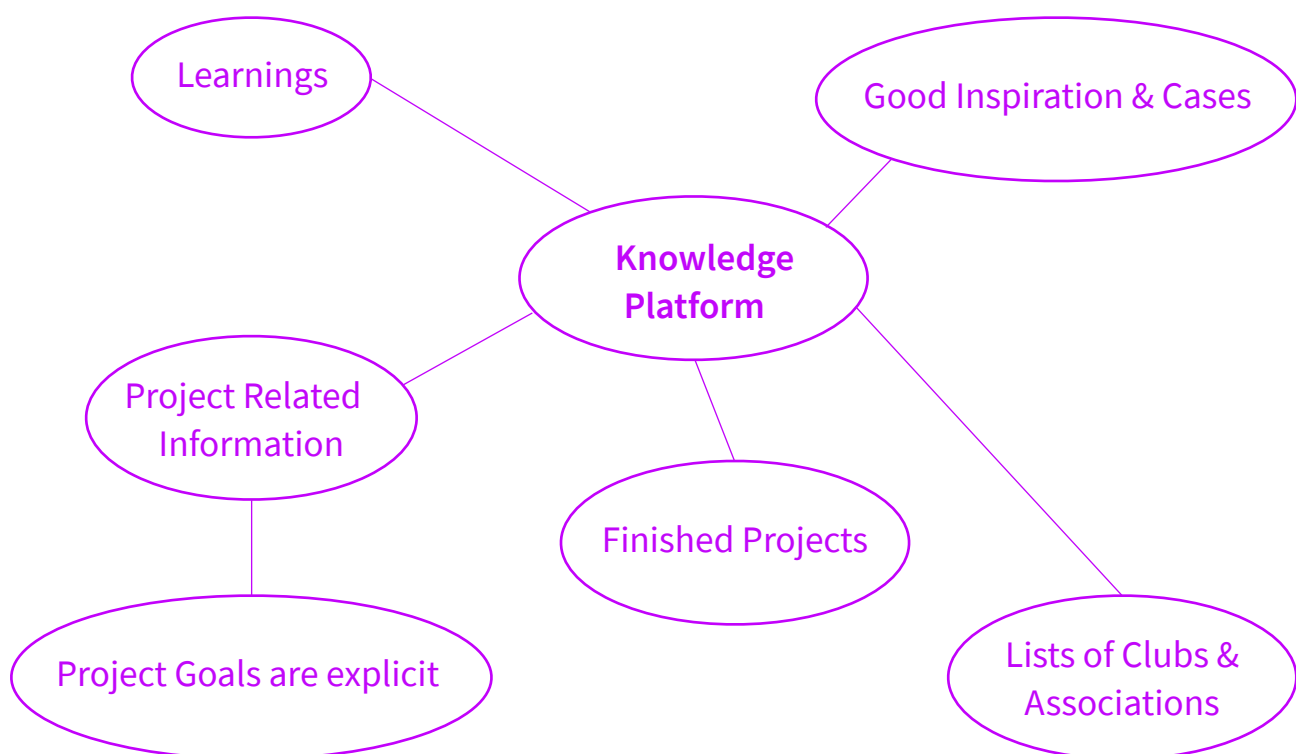 Learnings
Good Inspiration & Cases
Knowledge
Platform
Project Related
Information
Finished Projects
Project Goals are explicit
Lists of Clubs &
Associations